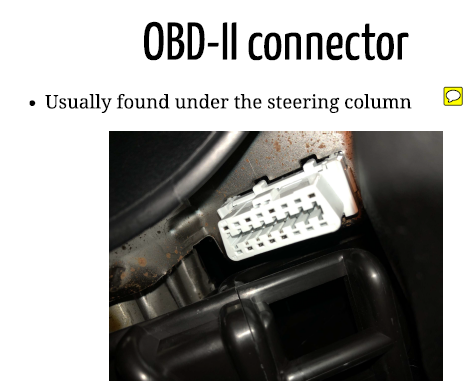 OBD-II connector
• Usually found under the steering column